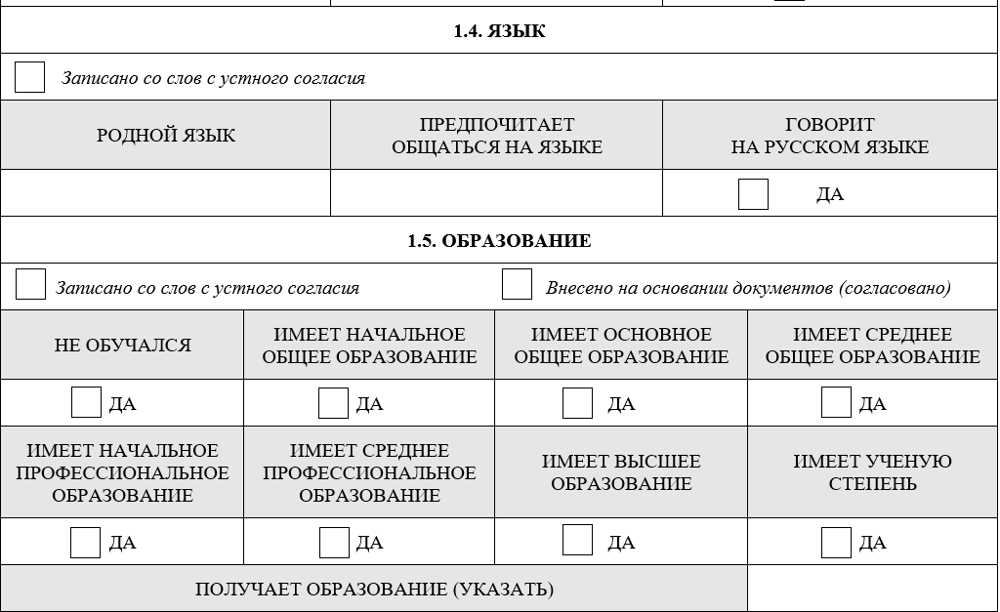 1.4. ЯЗЫК
Записано со слов с устного согласия
РОДНОЙ ЯЗЫК
ПРЕДПОЧИТАЕТ
ОБЩАТЬСЯ НА ЯЗЫКЕ
ГОВОРИТ
НА РУССКОМ ЯЗЫКЕ
ДА
1.5. ОБРАЗОВАНИЕ
Записано со слов с устного согласия
Внесено на основании документов (согласовано)
НЕ ОБУЧАЛСЯ
ИМЕЕТ НАЧАЛЬНОЕ
ОБЩЕЕ ОБРАЗОВАНИЕ
ИМЕЕТ ОСНОВНОЕ
ОБЩЕЕ ОБРАЗОВАНИЕ
ИМЕЕТ СРЕДНЕЕ
ОБЩЕЕ ОБРАЗОВАНИЕ
ДА
ДА
ДА
ДА
ИМЕЕТ НАЧАЛЬНОЕ
ПРОФЕССИОНАЛЬНОЕ
ОБРАЗОВАНИЕ
ИМЕЕТ СРЕДНЕЕ
ПРОФЕССИОНАЛЬНОЕ
ОБРАЗОВАНИЕ
ИМЕЕТ ВЫСШЕЕ
ОБРАЗОВАНИЕ
ИМЕЕТ УЧЕНУЮ
СТЕПЕНЬ
ДА
ДА
ДА
ДА
ПОЛУЧАЕТ ОБРАЗОВАНИЕ (УКАЗАТЬ)